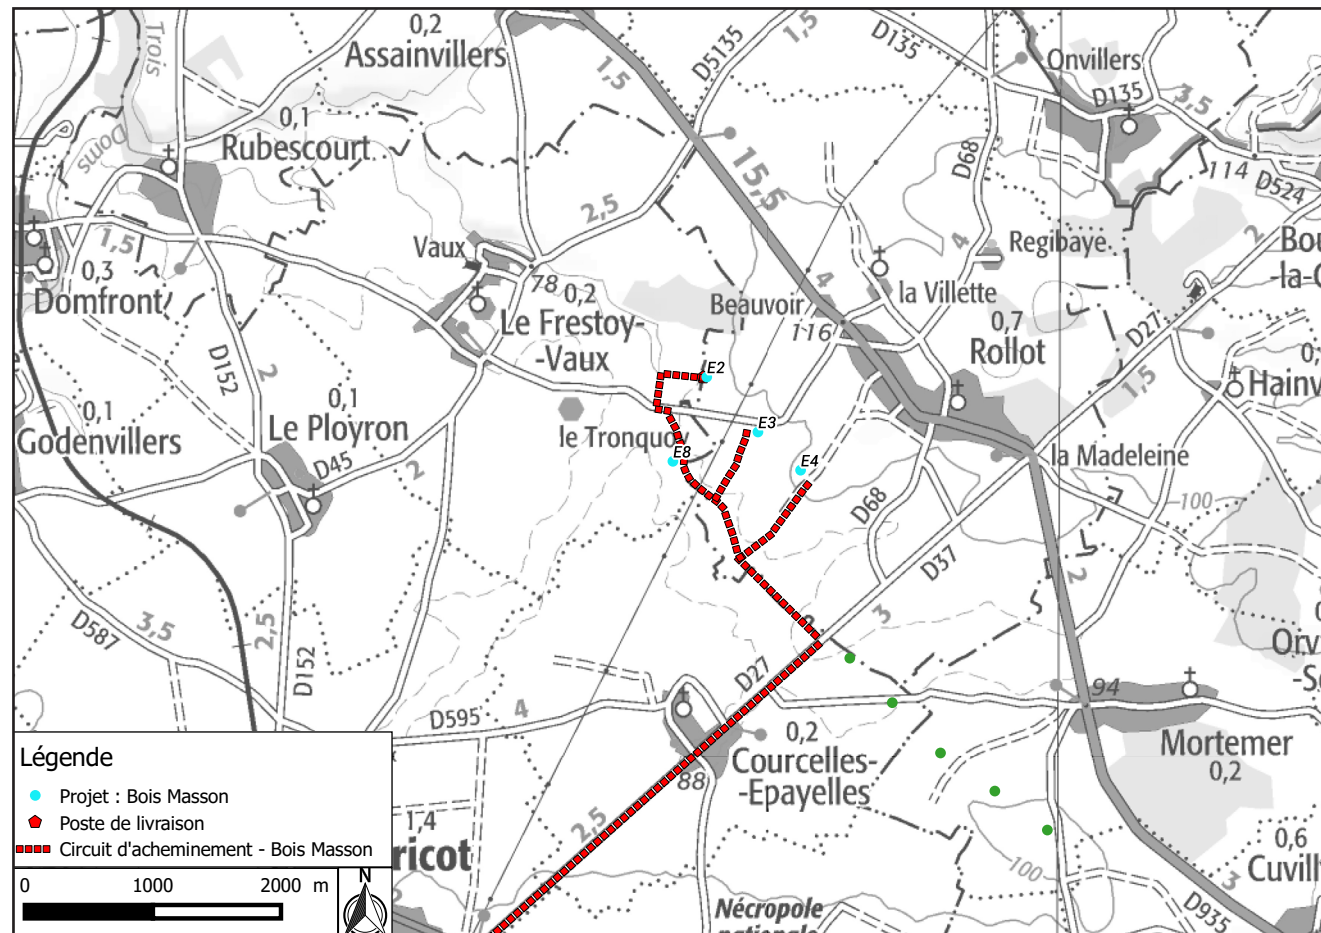 0,2
Assainvillers
Trois
Doms
0,1
Rubescourt
1,5
D5135
1,5
D135
Onvillers
D135
3,5
114
D524
D68
15,5
2,5
4
Regibaye
2
Vaux
78
0,2
Le Frestoy-
-Vaux
1,5
0,3
Domfront
Beauvoir
4
116
la Villette
0,7
Rollot
D27
1,5
D152
2
0,1
Godenvillers
0,1
Le Ployron
D45
2
le Tronquoy
E2
E3
E8
E4
la Madeleine
100
D68
D37
3
2
D587
3,5
2,5
D152
D595
4
D27
88
0,2
Courcelles-
-Epayelles
94
Mortemer
0,2
100
0,6
3
D935
1,4
ricot
2,5
Nécropole
Légende
Projet : Bois Masson
Poste de livraison
Circuit d'acheminement - Bois Masson
0 1000 2000 m
N